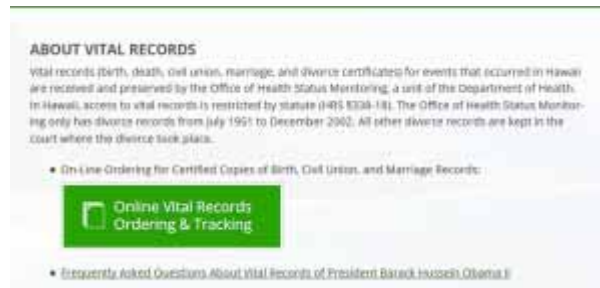 ABOUT VITAL RECORDS
Vital records (birth, death, civil union, marriage, and divorce certificates) for events that occurred in Hawaii
are received and preserved by the Office of Health Status Monitoring, a unit of the Department of Health.
In Hawaii, access to vital records is restricted by statute (HRS §338-18). The Office of Health Status Monitor-
ing only has divorce records from July 1951 to December 2002. All other divorce records are kept in the
court where the divorce took place.
• On-Line Ordering for Certified Copies of Birth, Civil Union, and Marriage Records:
Online Vital Records
Ordering & Tracking
• Frequently Asked Questions About Vital Records of President Barack Hussein Obama II